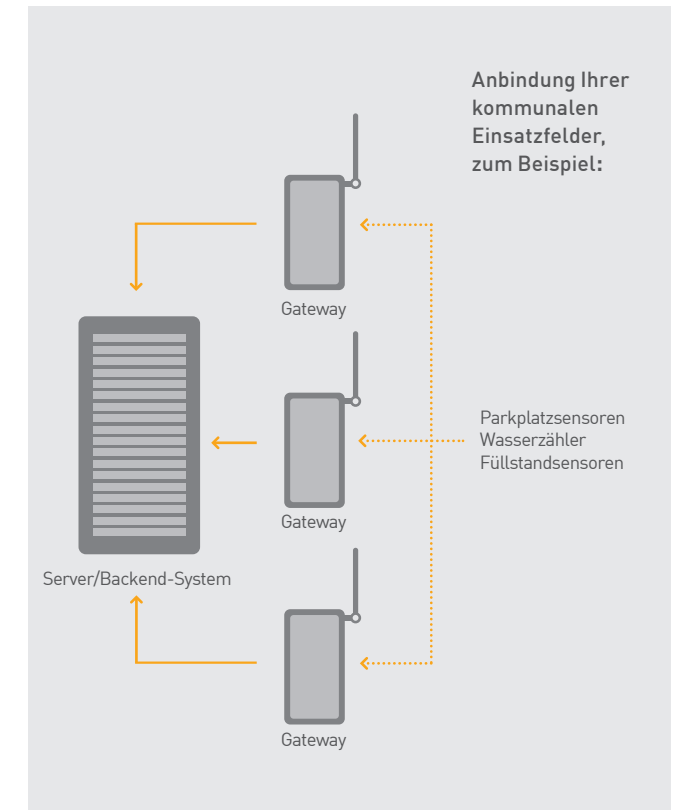 Anbindung Ihrer
kommunalen
Einsatzfelder,
zum Beispiel:
Gateway
Parkplatzsensoren
Wasserzähler
Füllstandsensoren
Gateway
Server/Backend-System
Gateway